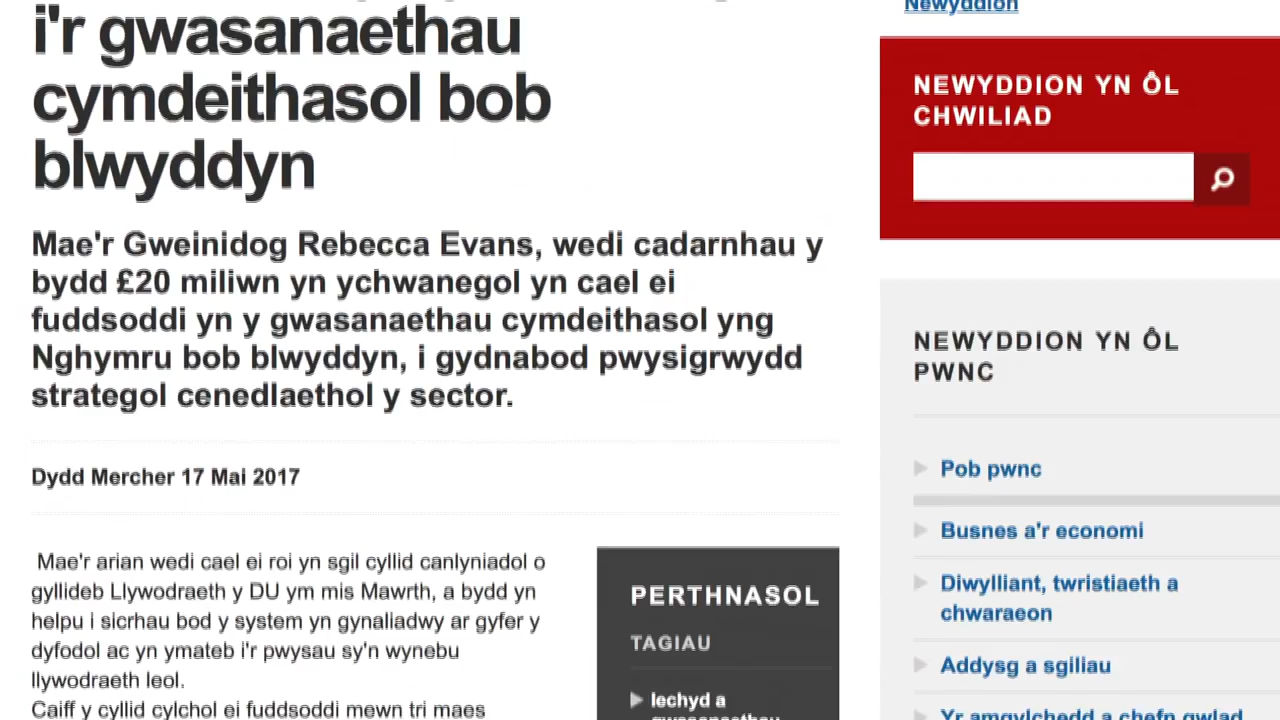 i'r gwasanaethau
cymdeithasol bob
blwyddyn
Mae'r Gweinidog Rebecca Evans, wedi cadarnhau y
bydd £20 miliwn yn ychwanegol yn cael ei
fuddsoddi yn y gwasanaethau cymdeithasol yng
Nghymru bob blwyddyn, i gydnabod pwysigrwydd
strategol cenedlaethol y sector.
Dydd Mercher 17 Mai 2017
Mae'r arian wedi cael ei roi yn sgil cyllid canlyniadol o
gyllideb Llywodraeth y DU ym mis Mawrth, a bydd yn
helpu i sicrhau bod y system yn gynaliadwy ar gyfer y
dyfodol ac yn ymateb i'r pwysau sy'n wynebu
llywodraeth leol.
Caiff y cyllid cylchol ei fuddsoddi mewn tri maes
PERTHNASOL
TAGIAU
Iechyd a
gwasanaethau
Newyddion
NEWYDDION YN ÔL
CHWILIAD
NEWYDDION YN ÔL
PWNC
Pob pwnc
Busnes a'r economi
Diwylliant, twristiaeth a
chwaraeon
Addysg a sgiliau
Yr amgylchedd a chefn gwlad